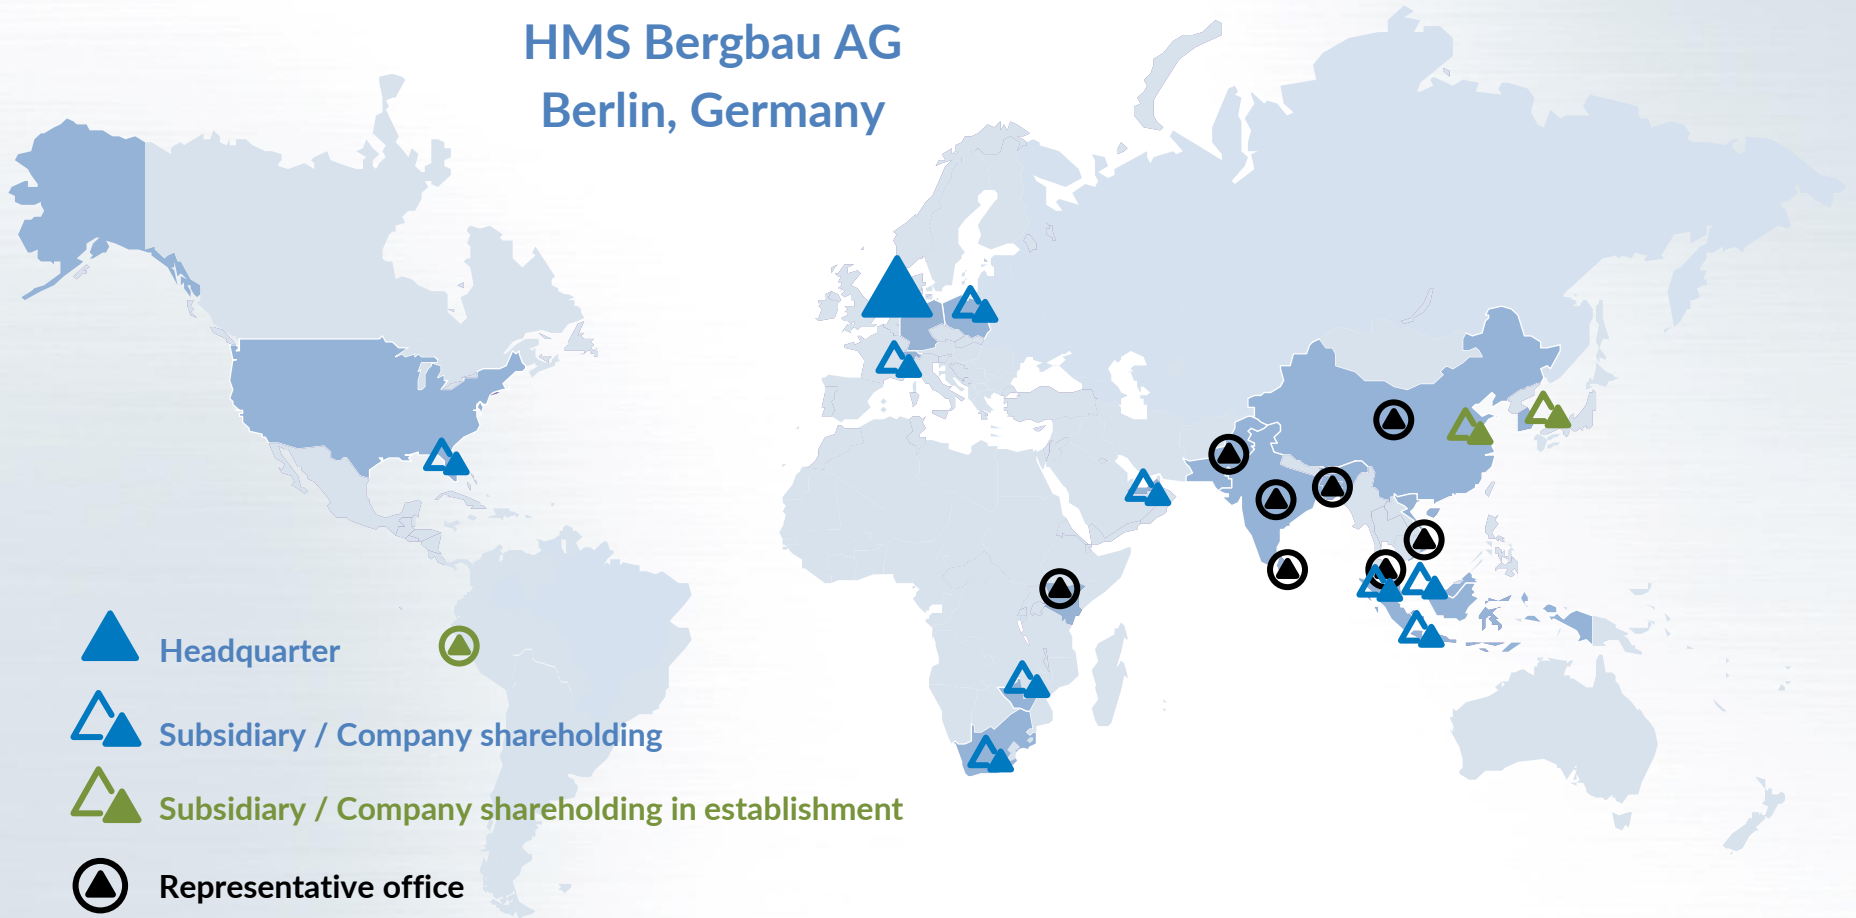 HMS Bergbau AG
Berlin, Germany
Headquarter
Subsidiary / Company shareholding
Subsidiary / Company shareholding in establishment
Representative office